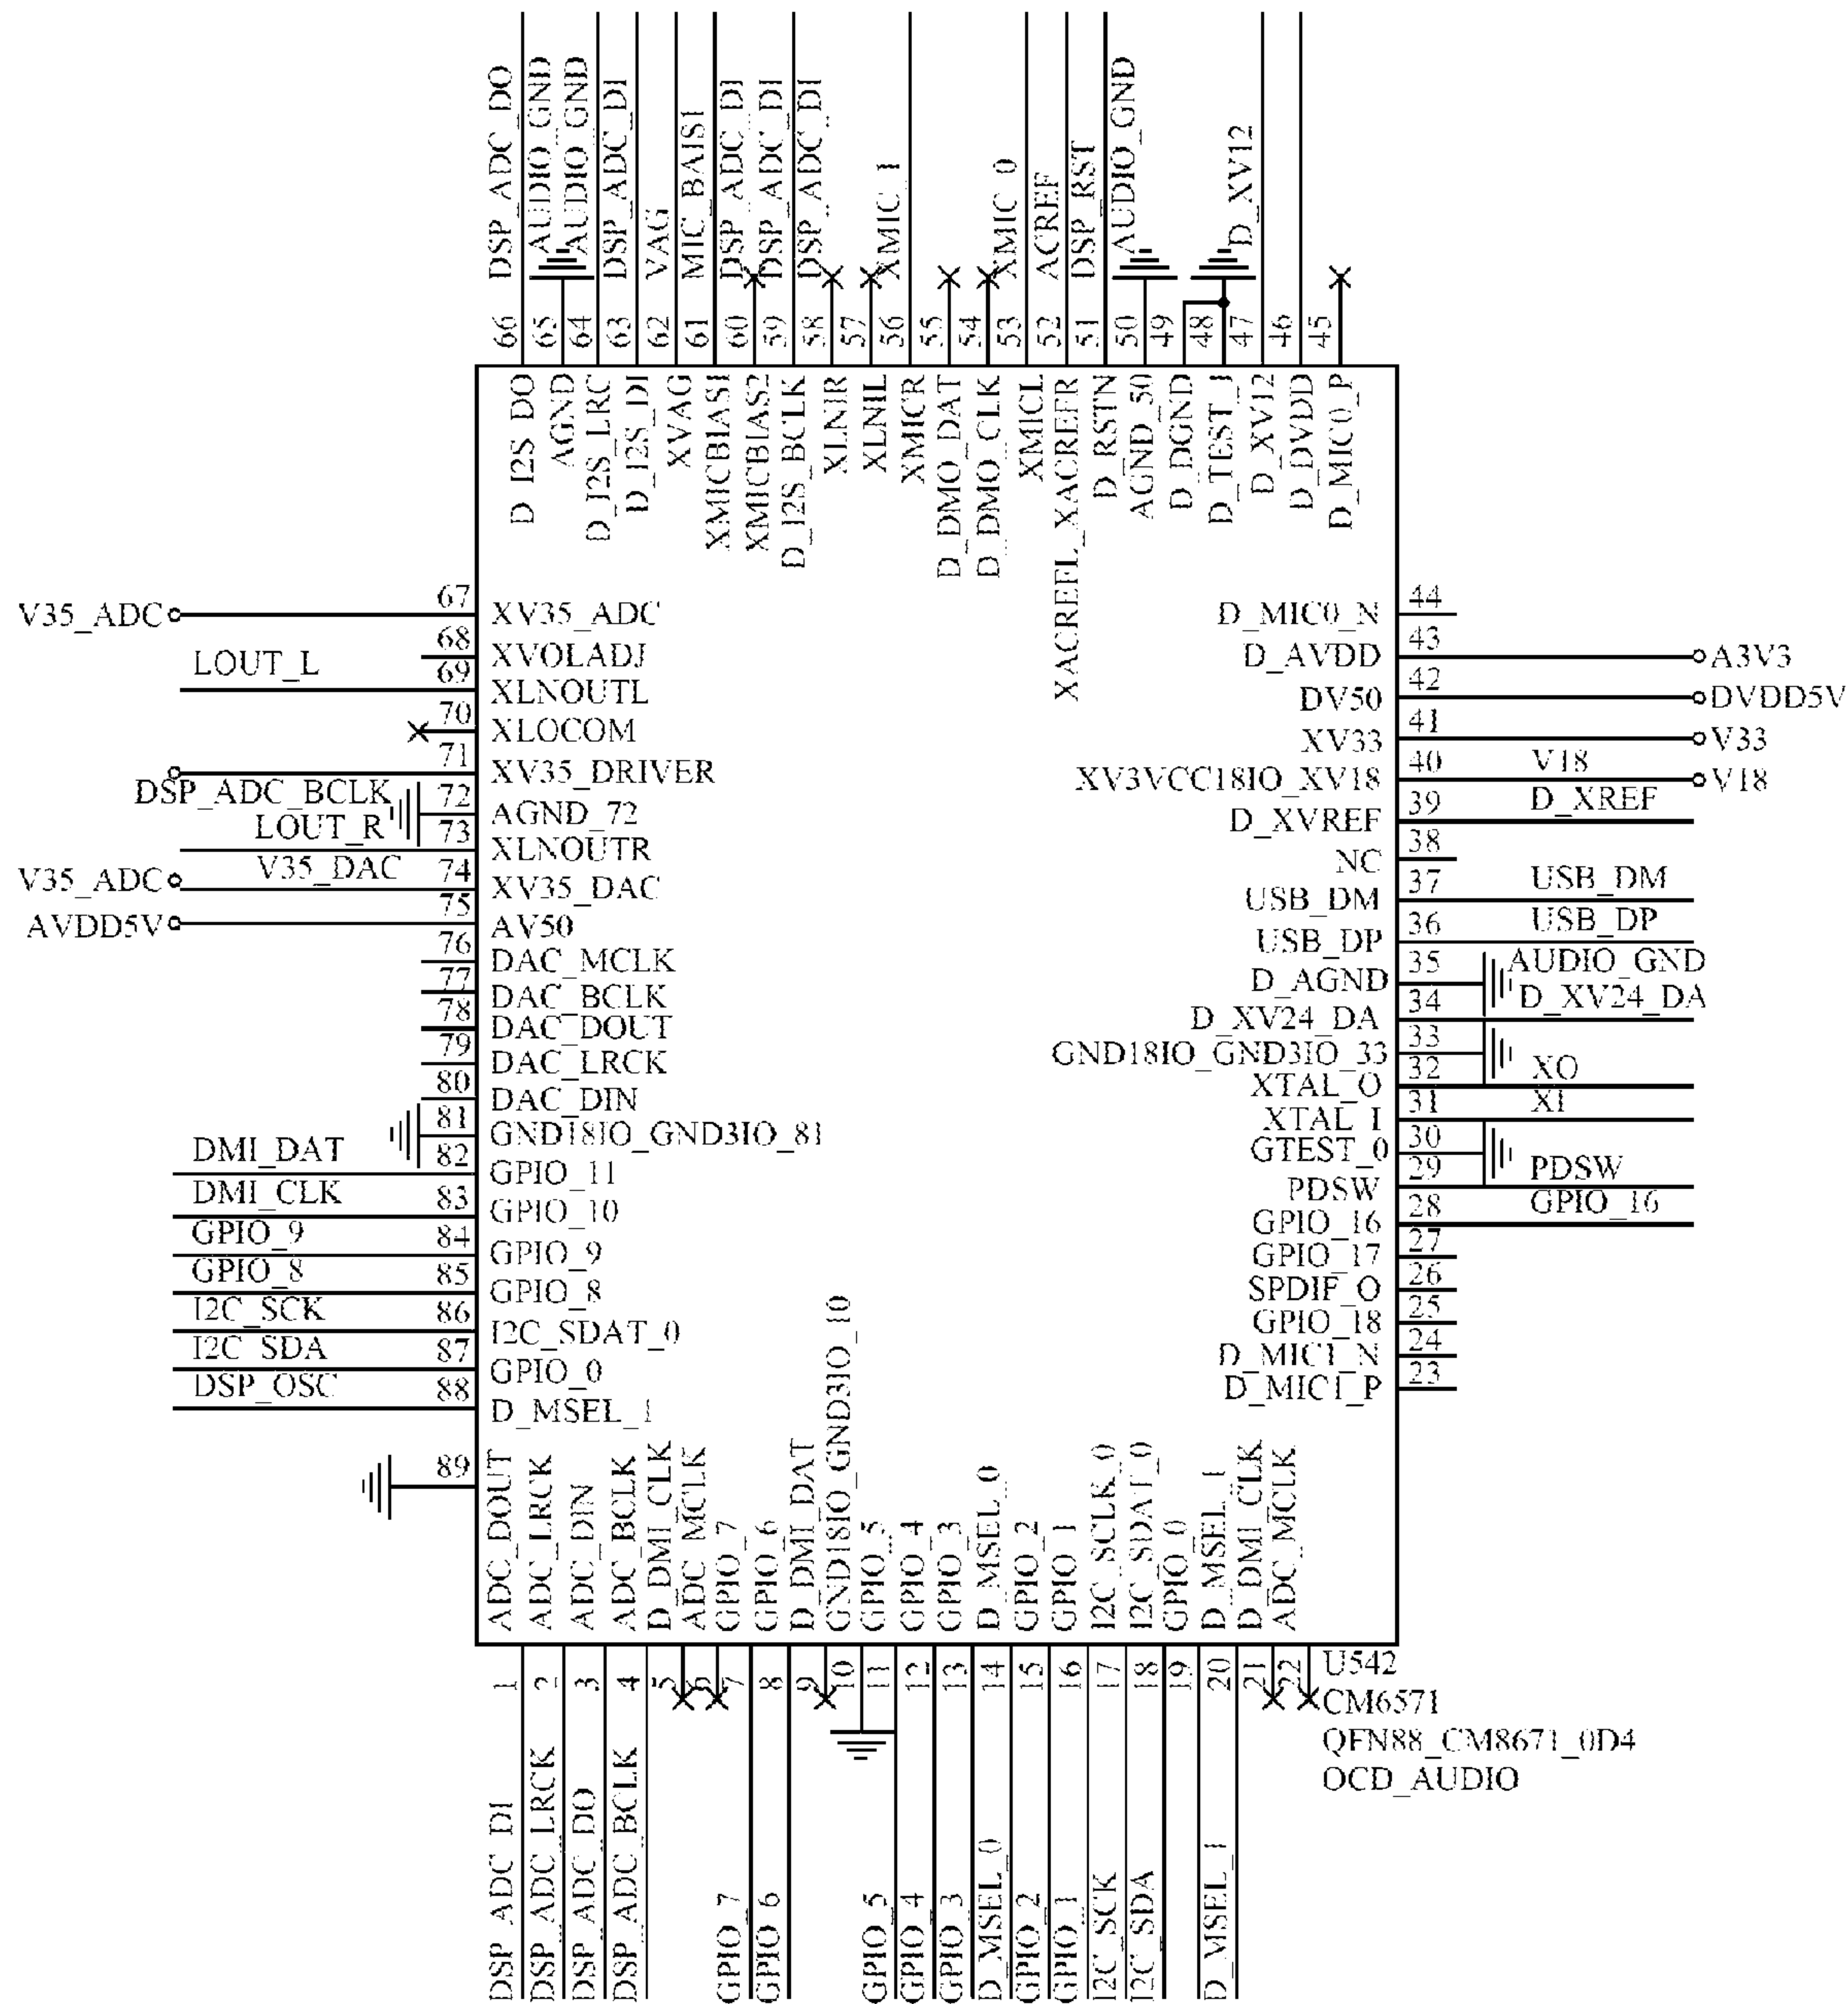 DSP_ADC_DO
AUDIO_GND
AUDIO_GND
DSP_ADC_DI
VAG
MIC_BAIS1
DSP_ADC_DI
DSP_ADC_DI
DSP_ADC_DI
XMIC_1
XMIC_0
ACREF
DSP_RST
AUDIO_GND
D_XV12
66
65
64
63
62
61
60
59
58
57
56
55
54
53
52
51
50
49
48
47
46
45
D_I2S_DO
AGND
D_I2S_LRC
D_I2S_DI
XVAG
XMICBIAS1
XMICBIAS2
D_I2S_BCLK
XLNIR
XLNIL
XMICR
D_DMO_DAT
D_DMO_CLK
XMICL
XACREFL_XACREFR
D_RSTN
AGND_50
D_DGND
D_TEST_1
D_XV12
D_DVDD
D_MIC0_P
V35_ADC 67 XV35_ADC
68 XVOLADJ
LOUT_L 69 XLNOUTL
70 XLOCOM
71 XV35_DRIVER
DSP_ADC_BCLK 72 AGND_72
LOUT_R 73 XLNOUTR
V35_ADC V35_DAC 74 XV35_DAC
AVDD5V 75 AV50
76 DAC_MCLK
77 DAC_BCLK
78 DAC_DOUT
79 DAC_LRCK
80 DAC_DIN
81 GND18IO_GND3IO_81
DMI_DAT 82 GPIO_11
DMI_CLK 83 GPIO_10
GPIO_9 84 GPIO_9
GPIO_8 85 GPIO_8
I2C_SCK 86 I2C_SDAT_0
I2C_SDA 87 GPIO_0
DSP_OSC 88 D_MSEL_1
89
D_MIC0_N 44
D_AVDD 43 A3V3
DV50 42 DVDD5V
XV33 41 V33
XV3VCC18IO_XV18 40 V18 V18
D_XVREF 39 D_XREF
NC 38
USB_DM 37 USB_DM
USB_DP 36 USB_DP
D_AGND 35 AUDIO_GND
D_XV24_DA 34 D_XV24_DA
GND18IO_GND3IO_33 33
XTAL_O 32 XO
XTAL_I 31 XI
GTEST_0 30
PDSW 29 PDSW
GPIO_16 28 GPIO_16
GPIO_17 27
SPDIF_O 26
GPIO_18 25
D_MIC1_N 24
D_MIC1_P 23
ADC_DOUT
ADC_LRCK
ADC_DIN
ADC_BCLK
D_DMI_CLK
ADC_MCLK
GPIO_7
GPIO_6
D_DMI_DAT
GND18IO_GND3IO_10
GPIO_5
GPIO_4
GPIO_3
D_MSEL_0
GPIO_2
GPIO_1
I2C_SCLK_0
I2C_SDAT_0
GPIO_0
D_MSEL_1
D_DMI_CLK
ADC_MCLK
1
2
3
4
5
6
7
8
9
10
11
12
13
14
15
16
17
18
19
20
21
22
U542
CM6571
QFN88_CM8671_0D4
OCD_AUDIO
DSP_ADC_DI
DSP_ADC_LRCK
DSP_ADC_DO
DSP_ADC_BCLK
GPIO_7
GPIO_6
GPIO_5
GPIO_4
GPIO_3
D_MSEL_0
GPIO_2
GPIO_1
I2C_SCK
I2C_SDA
D_MSEL_1